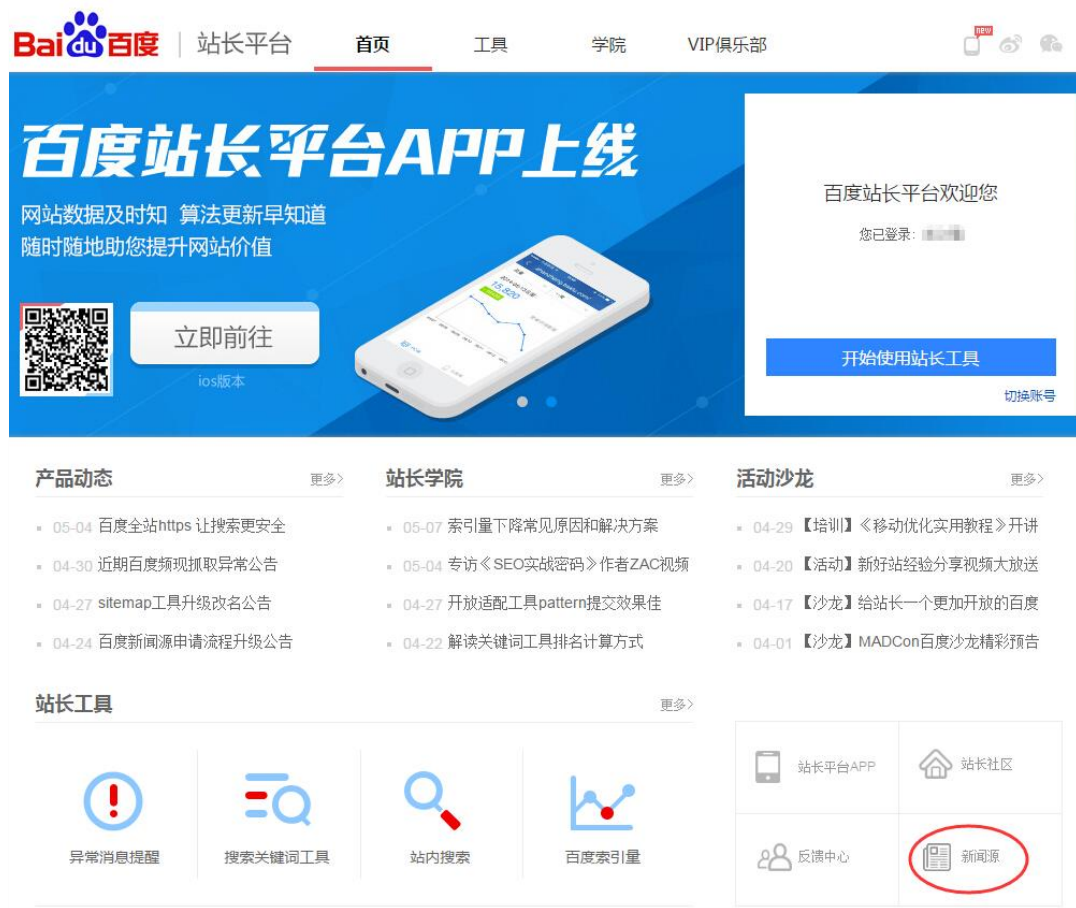 Baidu百度 站长平台 首页 工具 学院 VIP俱乐部
new
百度站长平台APP上线
网站数据及时知 算法更新早知道
随时随地助您提升网站价值
立即前往
ios版本
15,820
百度站长平台欢迎您
您已登录:
开始使用站长工具
切换账号
产品动态 更多>
05-04 百度全站https 让搜索更安全
04-30 近期百度频现抓取异常公告
04-27 sitemap工具升级改名公告
04-24 百度新闻源申请流程升级公告
站长学院 更多>
05-07 索引量下降常见原因和解决方案
05-04 专访《SEO实战密码》作者ZAC视频
04-27 开放适配工具pattern提交效果佳
04-22 解读关键词工具排名计算方式
活动沙龙 更多>
04-29 【培训】《移动优化实用教程》开讲
04-20 【活动】新好站经验分享视频大放送
04-17 【沙龙】给站长一个更加开放的百度
04-01 【沙龙】MADCon百度沙龙精彩预告
站长工具 更多>
异常消息提醒
搜索关键词工具
站内搜索
百度索引量
站长平台APP
站长社区
反馈中心
新闻源